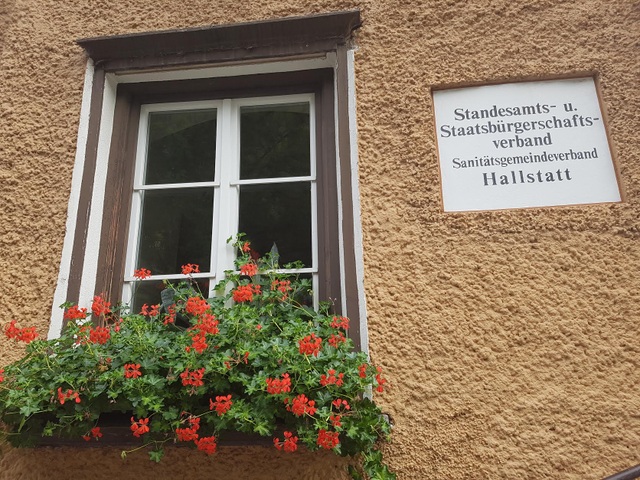 Standesamts- u.
Staatsbürgerschafts-
verband
Sanitätsgemeindeverband
Hallstatt